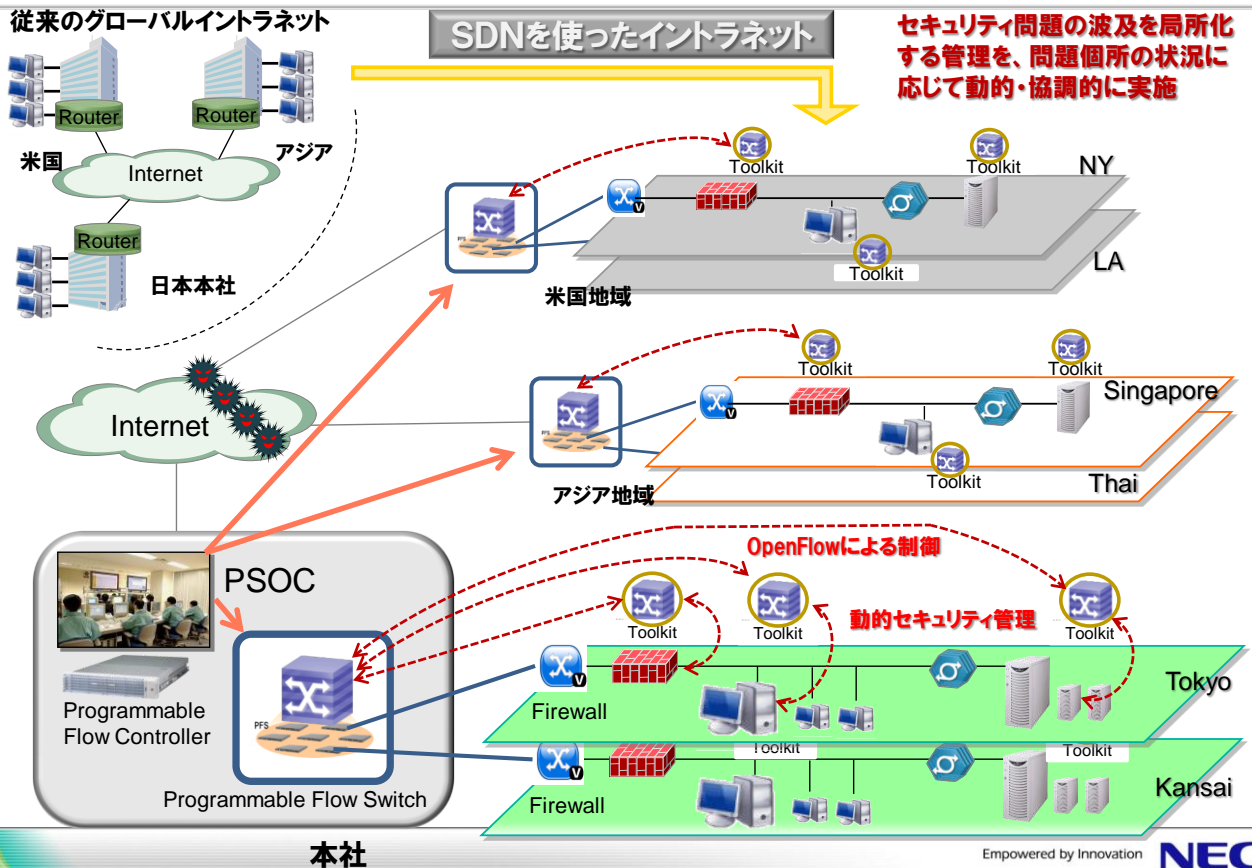 従来のグローバルイントラネット
SDNを使ったイントラネット
セキュリティ問題の波及を局所化
する管理を、問題個所の状況に
応じて動的・協調的に実施
Router
Router
米国
アジア
Internet
Router
日本本社
Toolkit
Toolkit
NY
V
PFS
Toolkit
LA
米国地域
Toolkit
Toolkit
Singapore
V
PFS
Toolkit
Thai
アジア地域
Internet
OpenFlowによる制御
PSOC
Toolkit
Toolkit
動的セキュリティ管理
Toolkit
V
Tokyo
Firewall
Programmable
Flow Controller
PFS
Toolkit
Toolkit
V
Kansai
Programmable Flow Switch
Firewall
本社
Empowered by Innovation
NEC